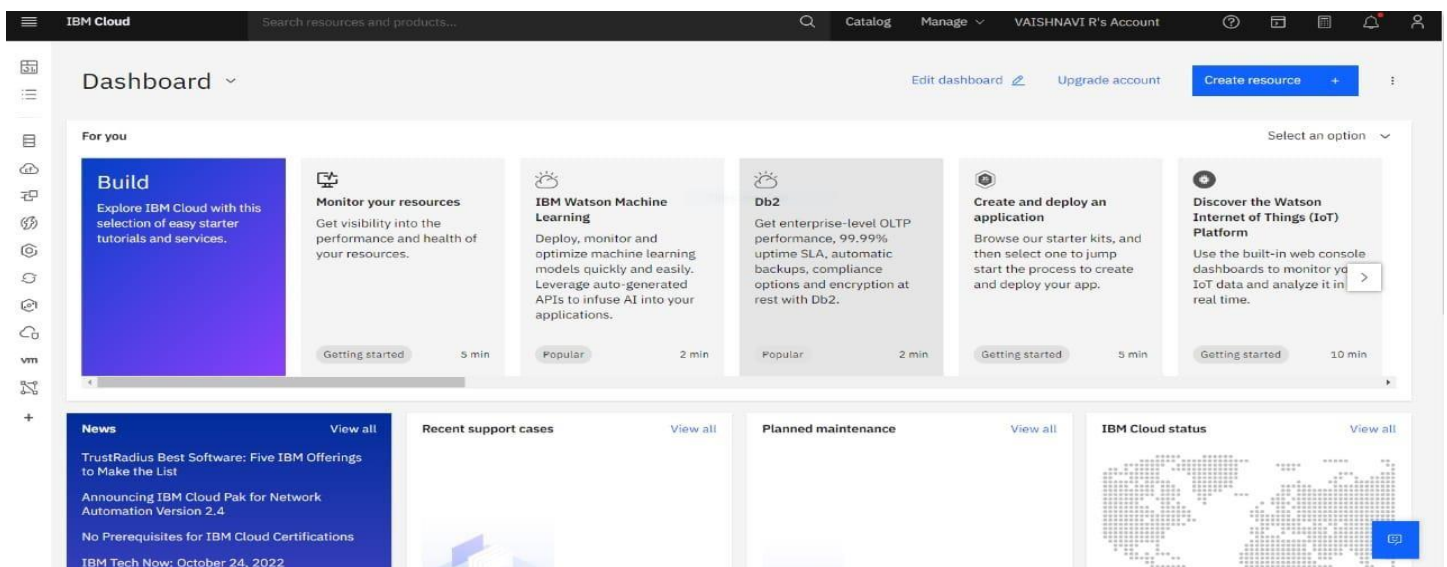 IBM Cloud
Search resources and products...
Catalog
Manage
VAISHNAVI R's Account
Dashboard
Edit dashboard
Upgrade account
Create resource +
For you
Select an option
Build
Explore IBM Cloud with this
selection of easy starter
tutorials and services.
Monitor your resources
Get visibility into the
performance and health of
your resources.
Getting started
5 min
IBM Watson Machine
Learning
Deploy, monitor and
optimize machine learning
models quickly and easily.
Leverage auto-generated
APIs to infuse AI into your
applications.
Popular
2 min
Db2
Get enterprise-level OLTP
performance, 99.99%
uptime SLA, automatic
backups, compliance
options and encryption at
rest with Db2.
Popular
2 min
Create and deploy an
application
Browse our starter kits, and
then select one to jump
start the process to create
and deploy your app.
Getting started
5 min
Discover the Watson
Internet of Things (IoT)
Platform
Use the built-in web console
dashboards to monitor yo
IoT data and analyze it in
real time.
Getting started
10 min
vm
News
View all
TrustRadius Best Software: Five IBM Offerings
to Make the List
Announcing IBM Cloud Pak for Network
Automation Version 2.4
No Prerequisites for IBM Cloud Certifications
IBM Tech Now: October 24, 2022
Recent support cases
View all
Planned maintenance
View all
IBM Cloud status
View all